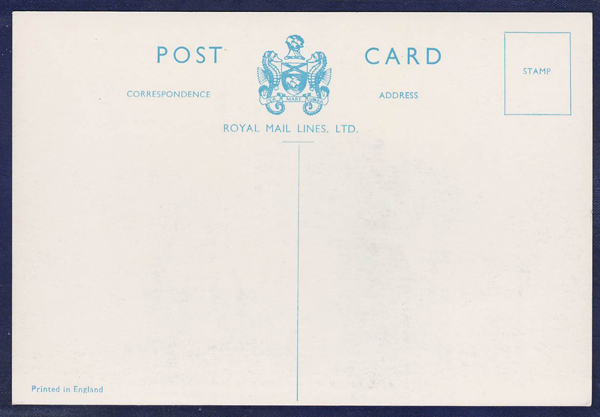 POST CARD
CORRESPONDENCE ADDRESS
STAMP
ROYAL MAIL LINES, LTD.
Printed in England